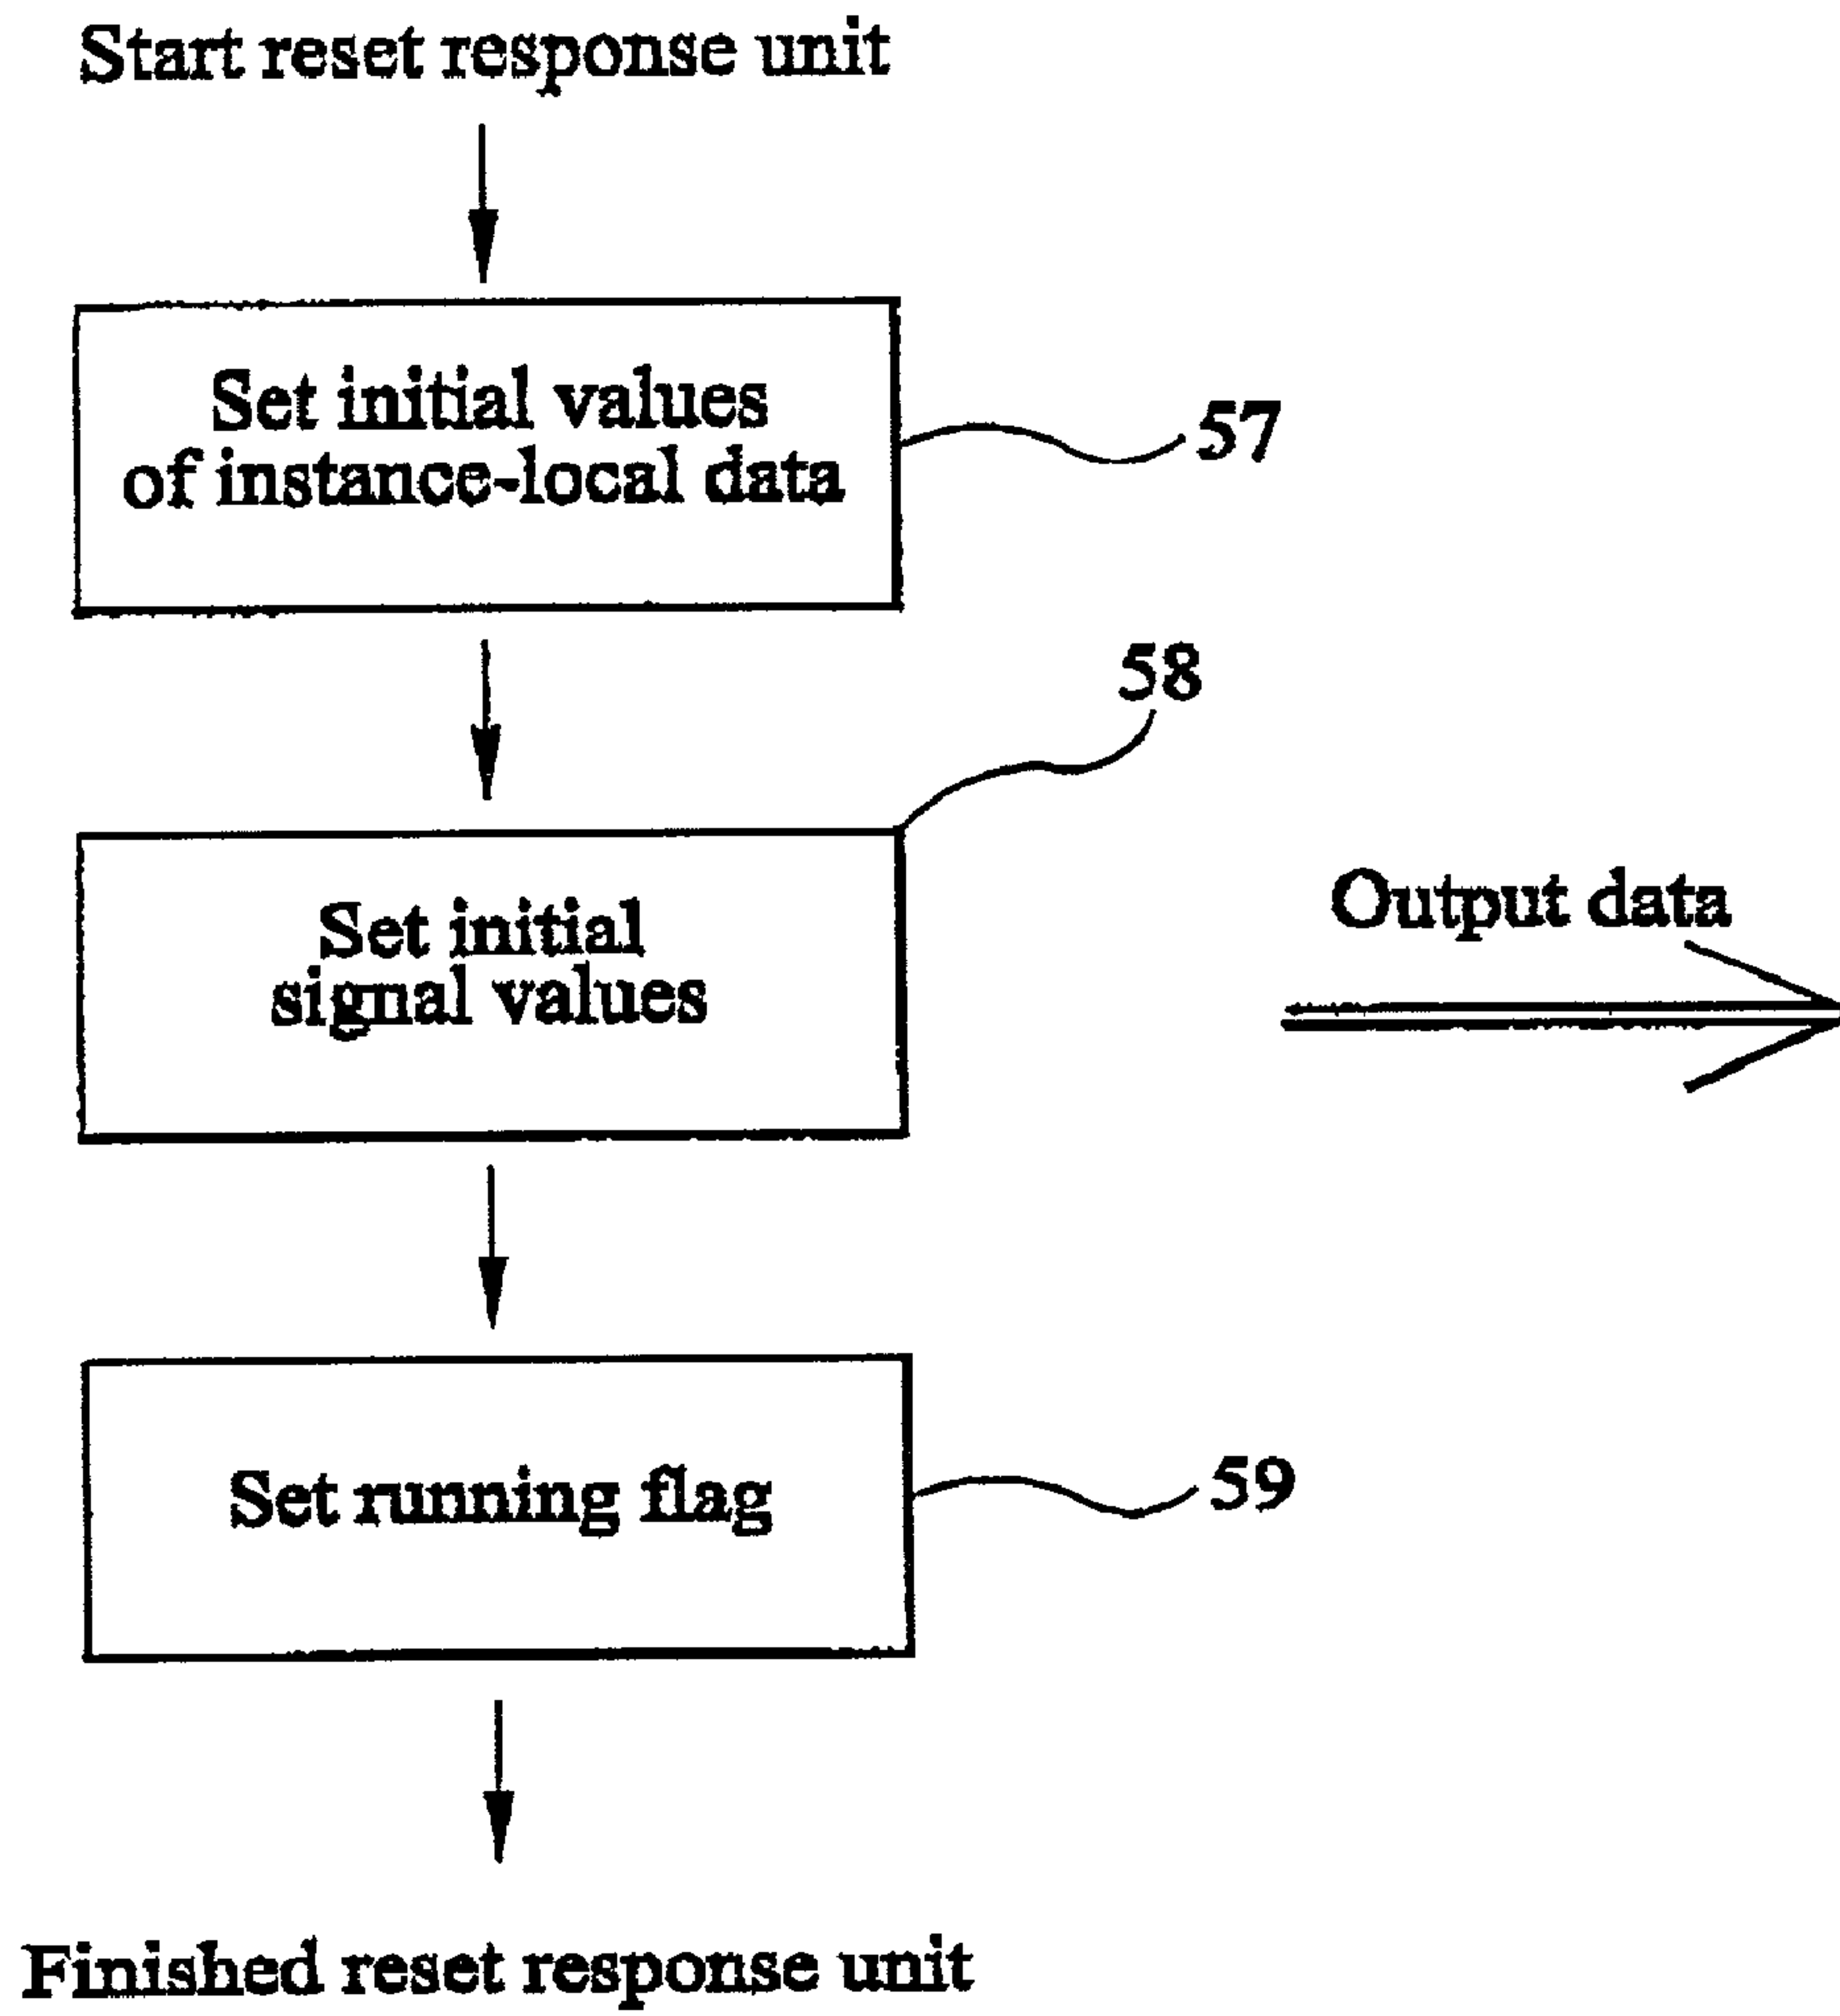 Start reset response unit
Set initial values
of instance-local data
57
58
Set initial
signal values
Output data
Set running flag
59
Finished reset response unit